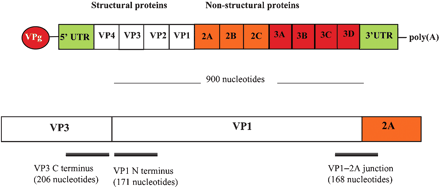 Structural proteins Non-structural proteins
VPg 5' UTR VP4 VP3 VP2 VP1 2A 2B 2C 3A 3B 3C 3D 3'UTR poly(A)
900 nucleotides
VP3 VP1 2A
VP3 C terminus VP1 N terminus VP1–2A junction
(206 nucleotides) (171 nucleotides) (168 nucleotides)